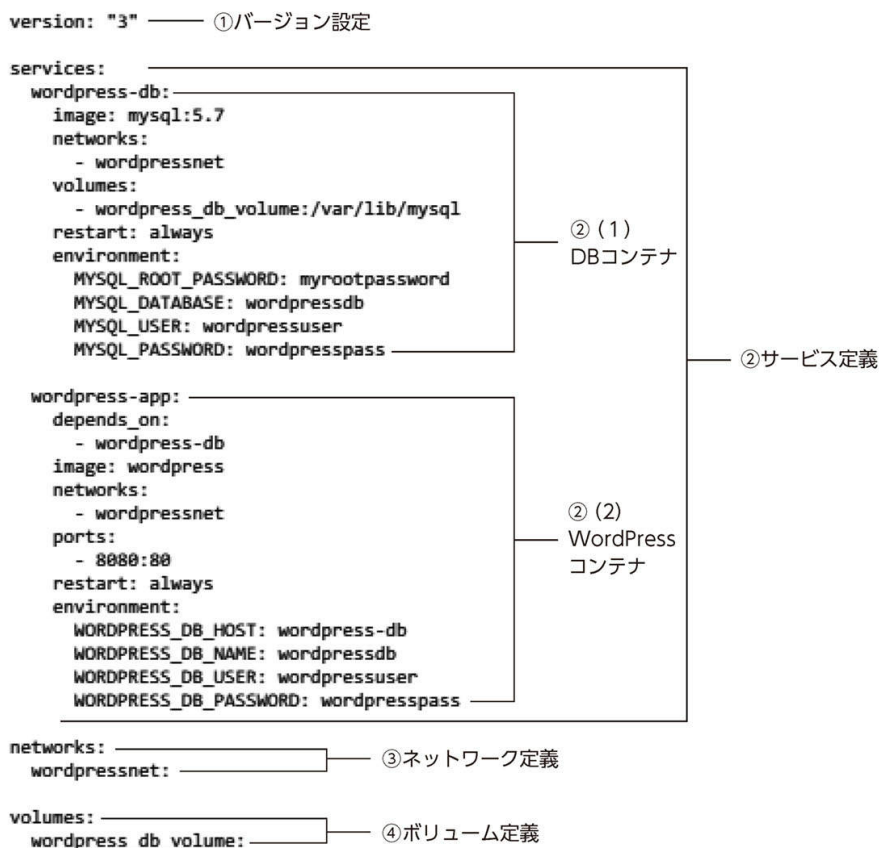 version: "3" ①バージョン設定
services:
wordpress-db:
image: mysql:5.7
networks:
- wordpressnet
volumes:
- wordpress_db_volume:/var/lib/mysql
restart: always
environment:
MYSQL_ROOT_PASSWORD: myrootpassword
MYSQL_DATABASE: wordpressdb
MYSQL_USER: wordpressuser
MYSQL_PASSWORD: wordpresspass
②(1)
DBコンテナ
②サービス定義
wordpress-app:
depends_on:
- wordpress-db
image: wordpress
networks:
- wordpressnet
ports:
- 8080:80
restart: always
environment:
WORDPRESS_DB_HOST: wordpress-db
WORDPRESS_DB_NAME: wordpressdb
WORDPRESS_DB_USER: wordpressuser
WORDPRESS_DB_PASSWORD: wordpresspass
②(2)
WordPress
コンテナ
networks:
wordpressnet:
③ネットワーク定義
volumes:
wordpress_db_volume:
④ボリューム定義